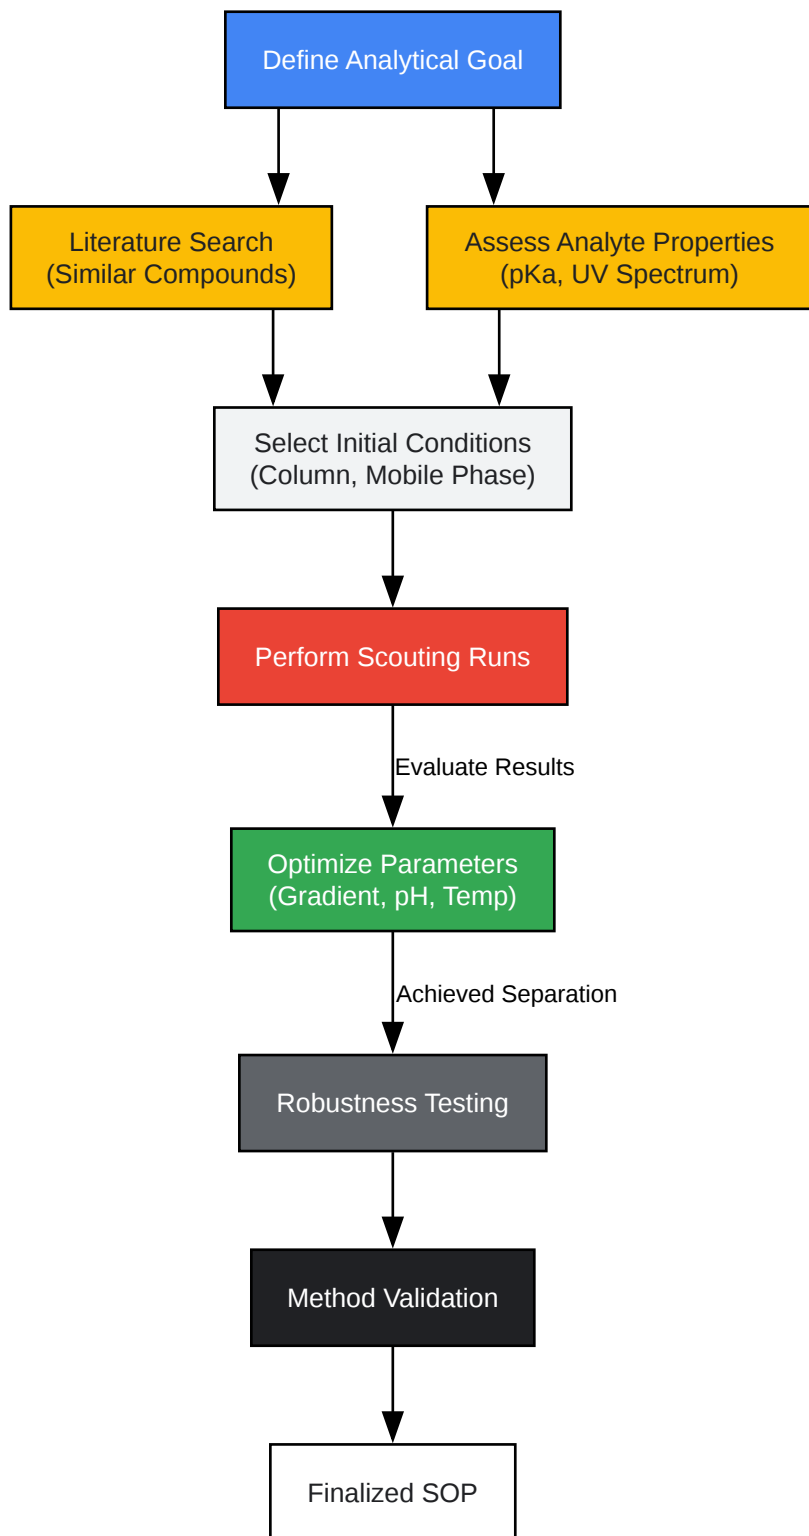 Define Analytical Goal
Literature Search
(Similar Compounds)
Assess Analyte Properties
(pKa, UV Spectrum)
Select Initial Conditions
(Column, Mobile Phase)
Perform Scouting Runs
Evaluate Results
Optimize Parameters
(Gradient, pH, Temp)
Achieved Separation
Robustness Testing
Method Validation
Finalized SOP